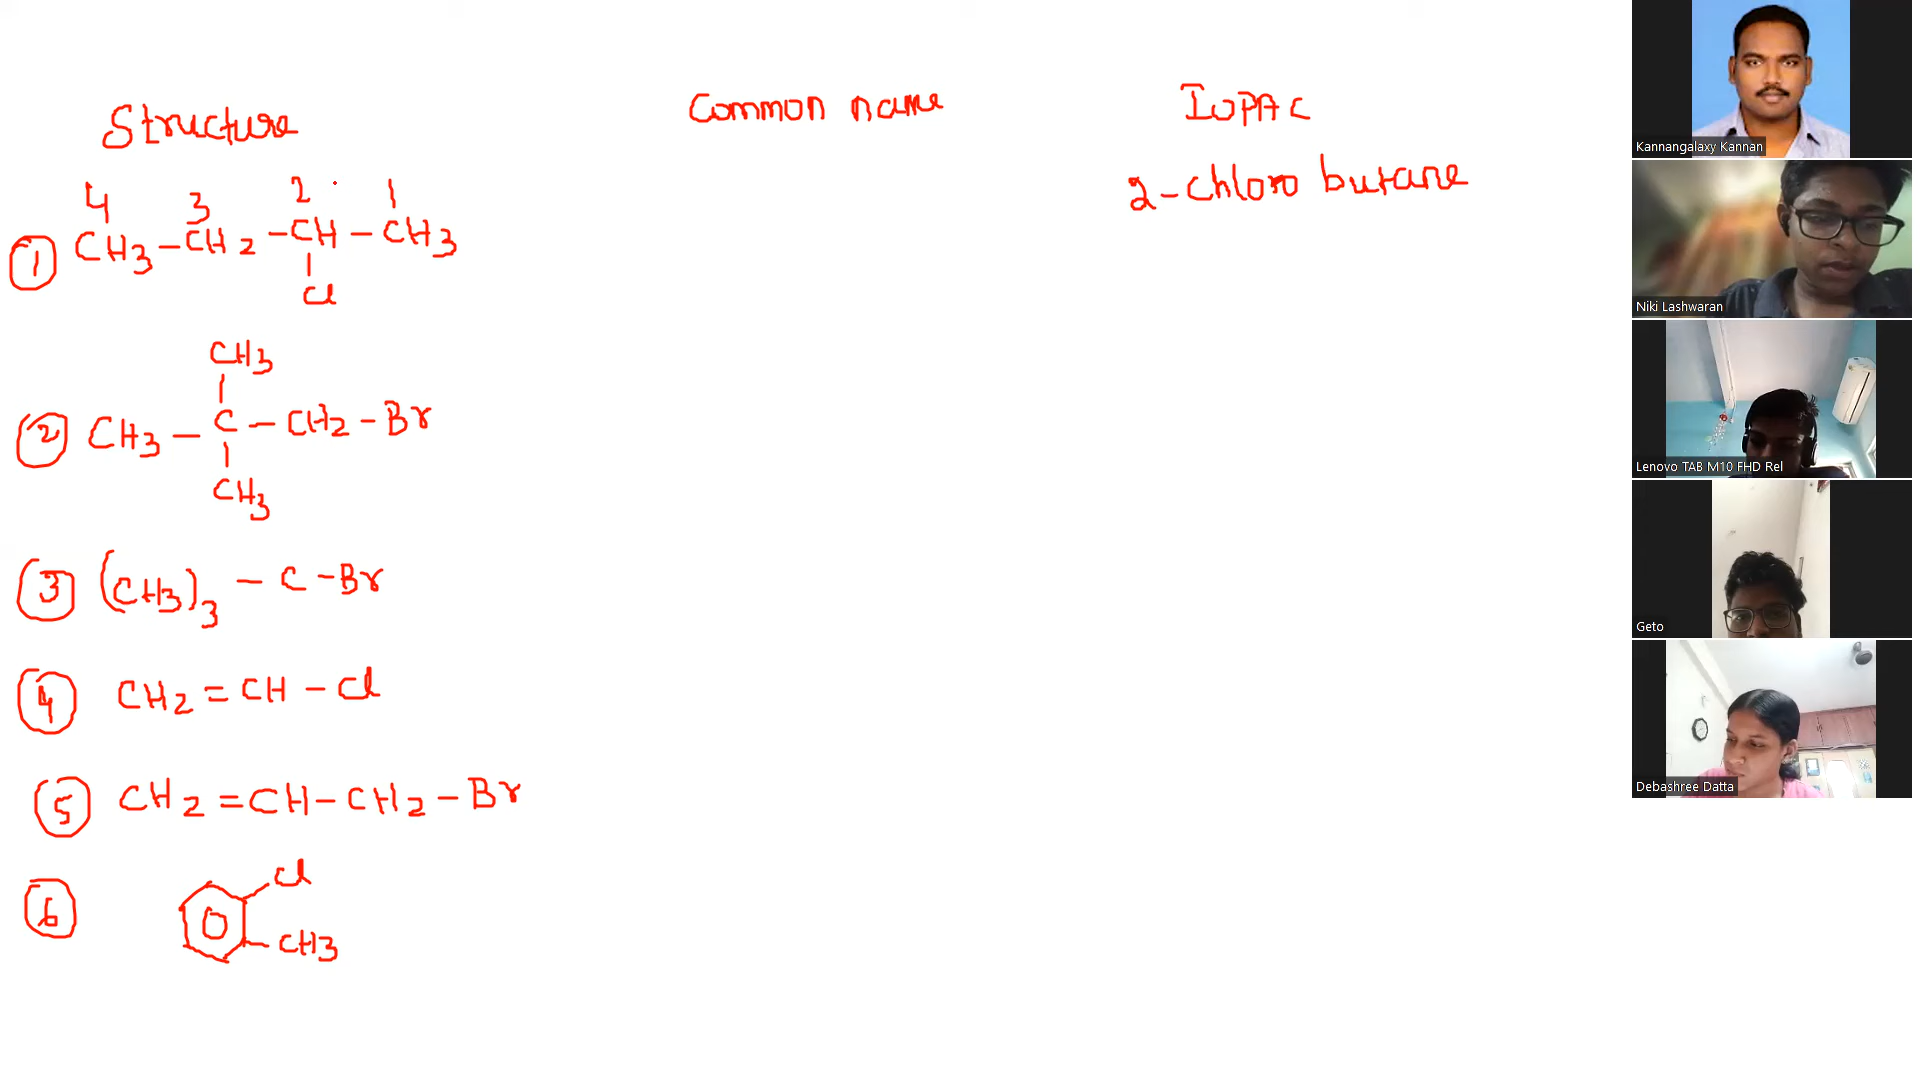 Structure
Common name
IUPAC
4 3 2 1
① CH3 – CH2 – CH – CH3
|
Cl
2-chloro butane
CH3
|
② CH3 – C – CH2 – Br
|
CH3
③ (CH3)3 – C – Br
④ CH2 = CH – Cl
⑤ CH2 = CH – CH2 – Br
⑥
Cl
CH3
Kannangalaxy Kannan
Niki Lashwaran
Lenovo TAB M10 FHD Rel
Geto
Debashree Datta